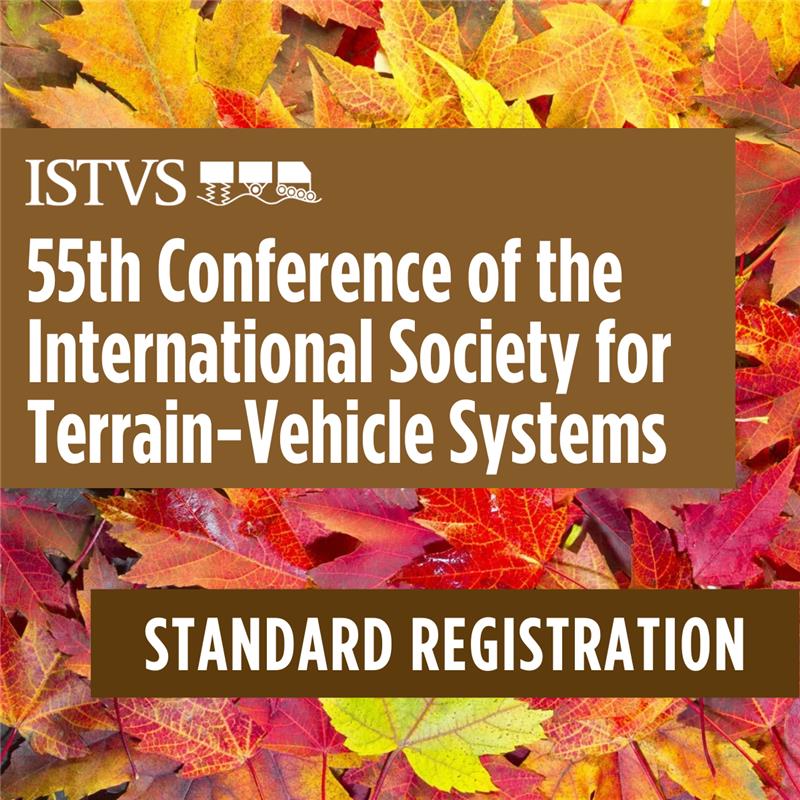 ISTVS
55th Conference of the
International Society for
Terrain-Vehicle Systems
STANDARD REGISTRATION